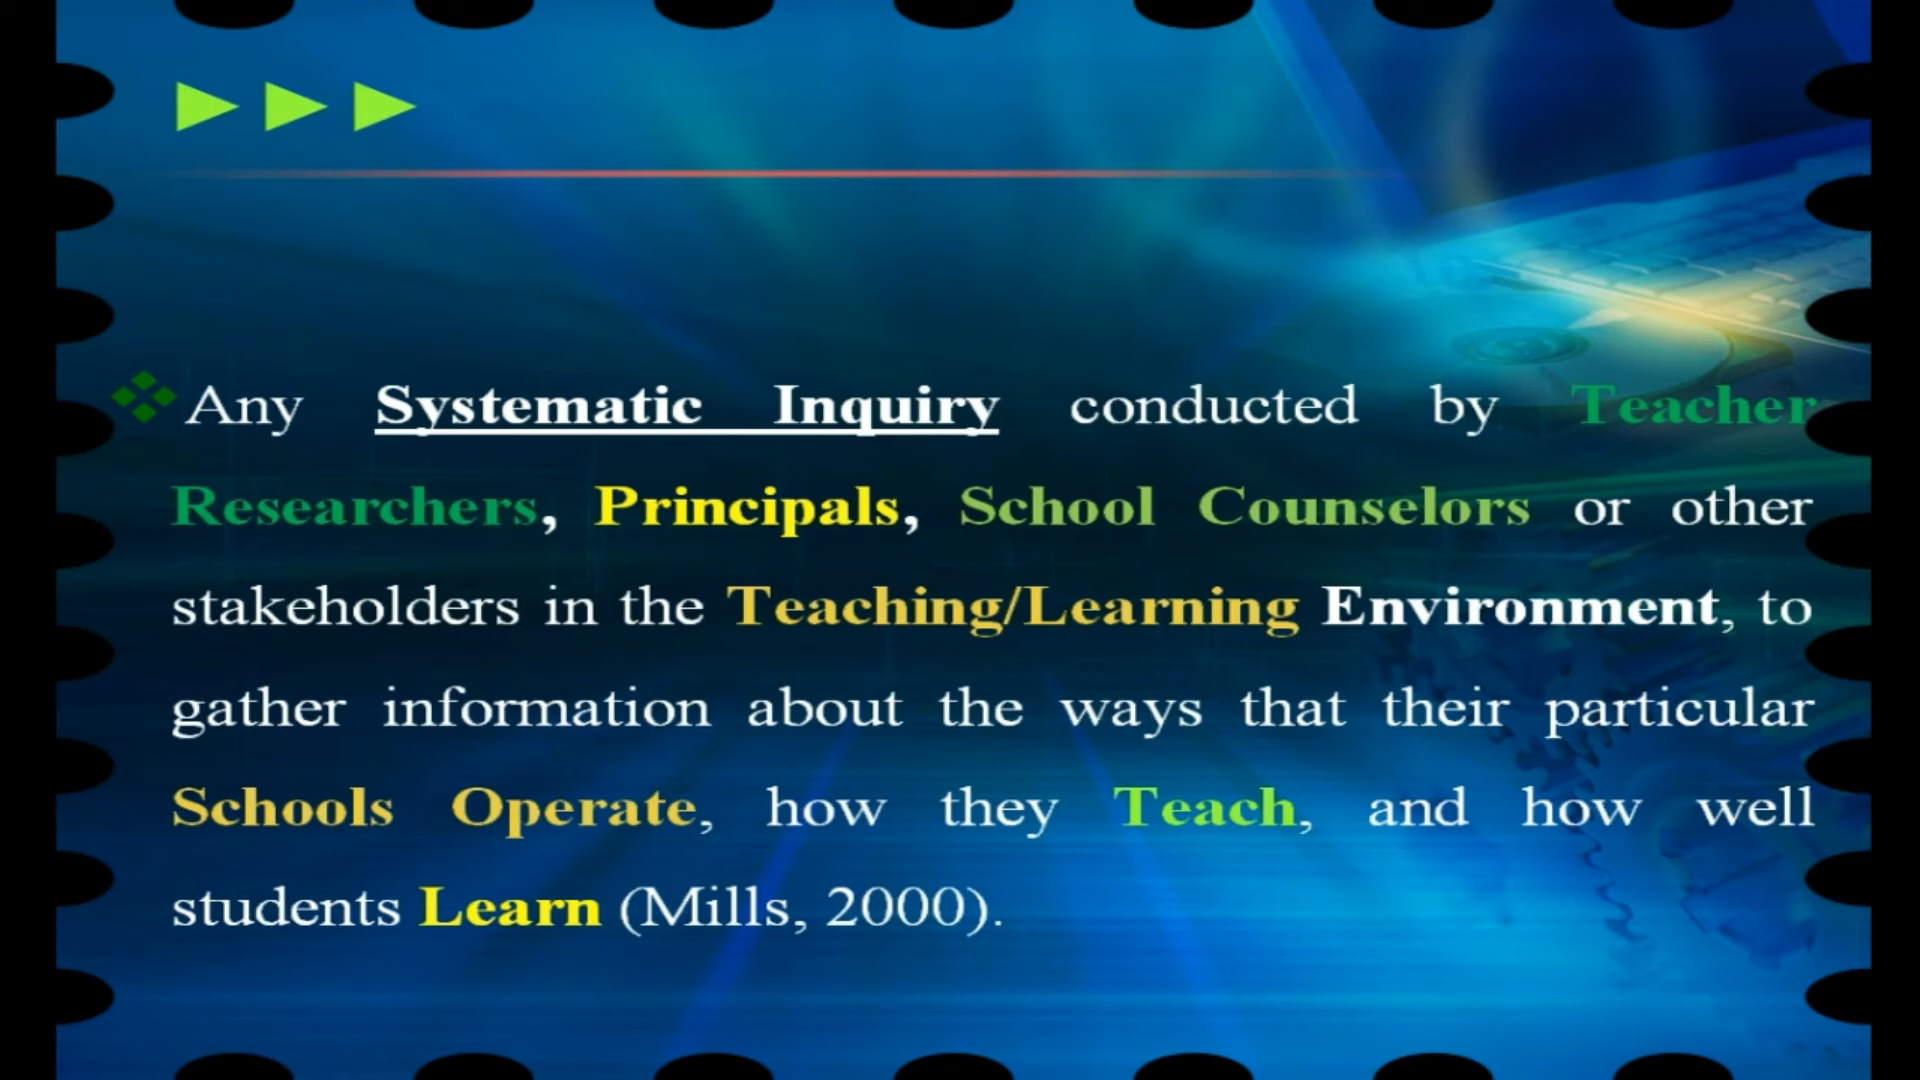 Any Systematic Inquiry conducted by Teacher
Researchers, Principals, School Counselors or other
stakeholders in the Teaching/Learning Environment, to
gather information about the ways that their particular
Schools Operate, how they Teach, and how well
students Learn (Mills, 2000).